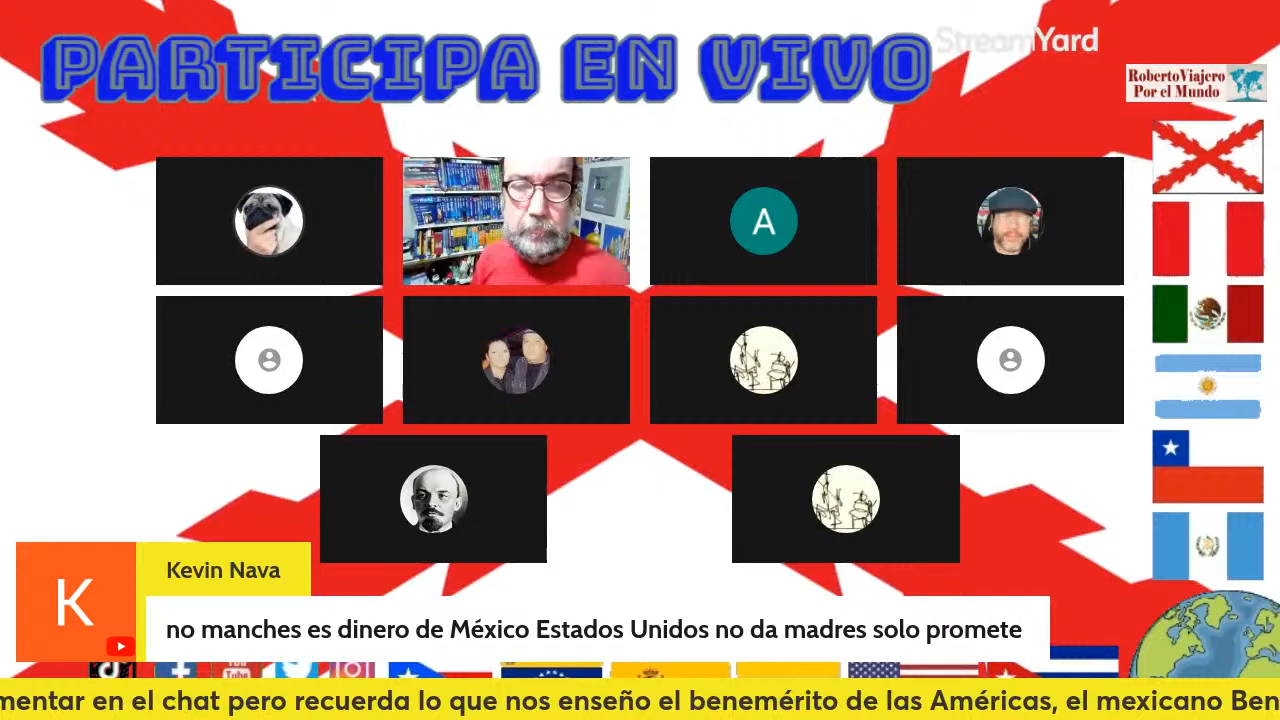 PARTICIPA EN VIVO
StreamYard
RobertoViajero
Por el Mundo
A
K
Kevin Nava
no manches es dinero de México Estados Unidos no da madres solo promete
mentar en el chat pero recuerda lo que nos enseño el benemérito de las Américas, el mexicano Ben